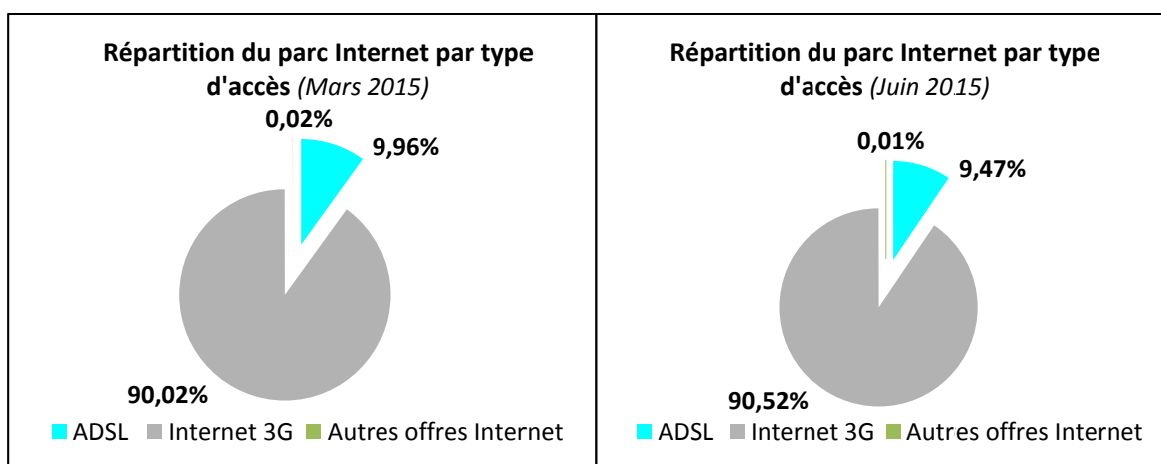 Répartition du parc Internet par type
d'accès (Mars 2015)
0,02%
9,96%
90,02%
ADSL Internet 3G Autres offres Internet
Répartition du parc Internet par type
d'accès (Juin 2015)
0,01%
9,47%
90,52%
ADSL Internet 3G Autres offres Internet